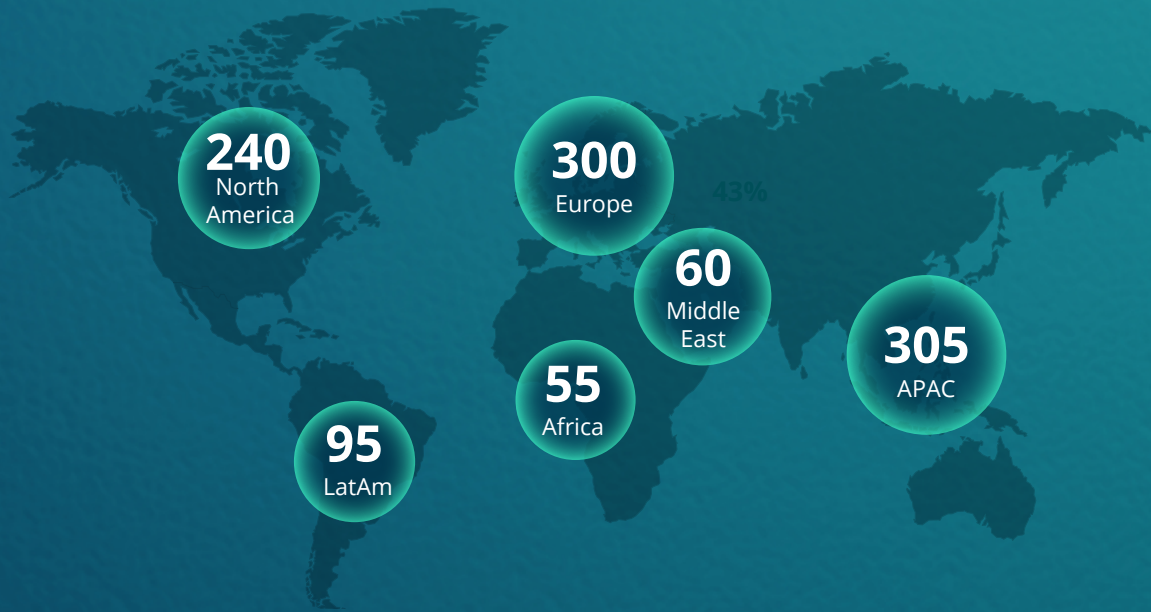 240
North
America
300
Europe
43%
60
Middle
East
305
APAC
55
Africa
95
LatAm